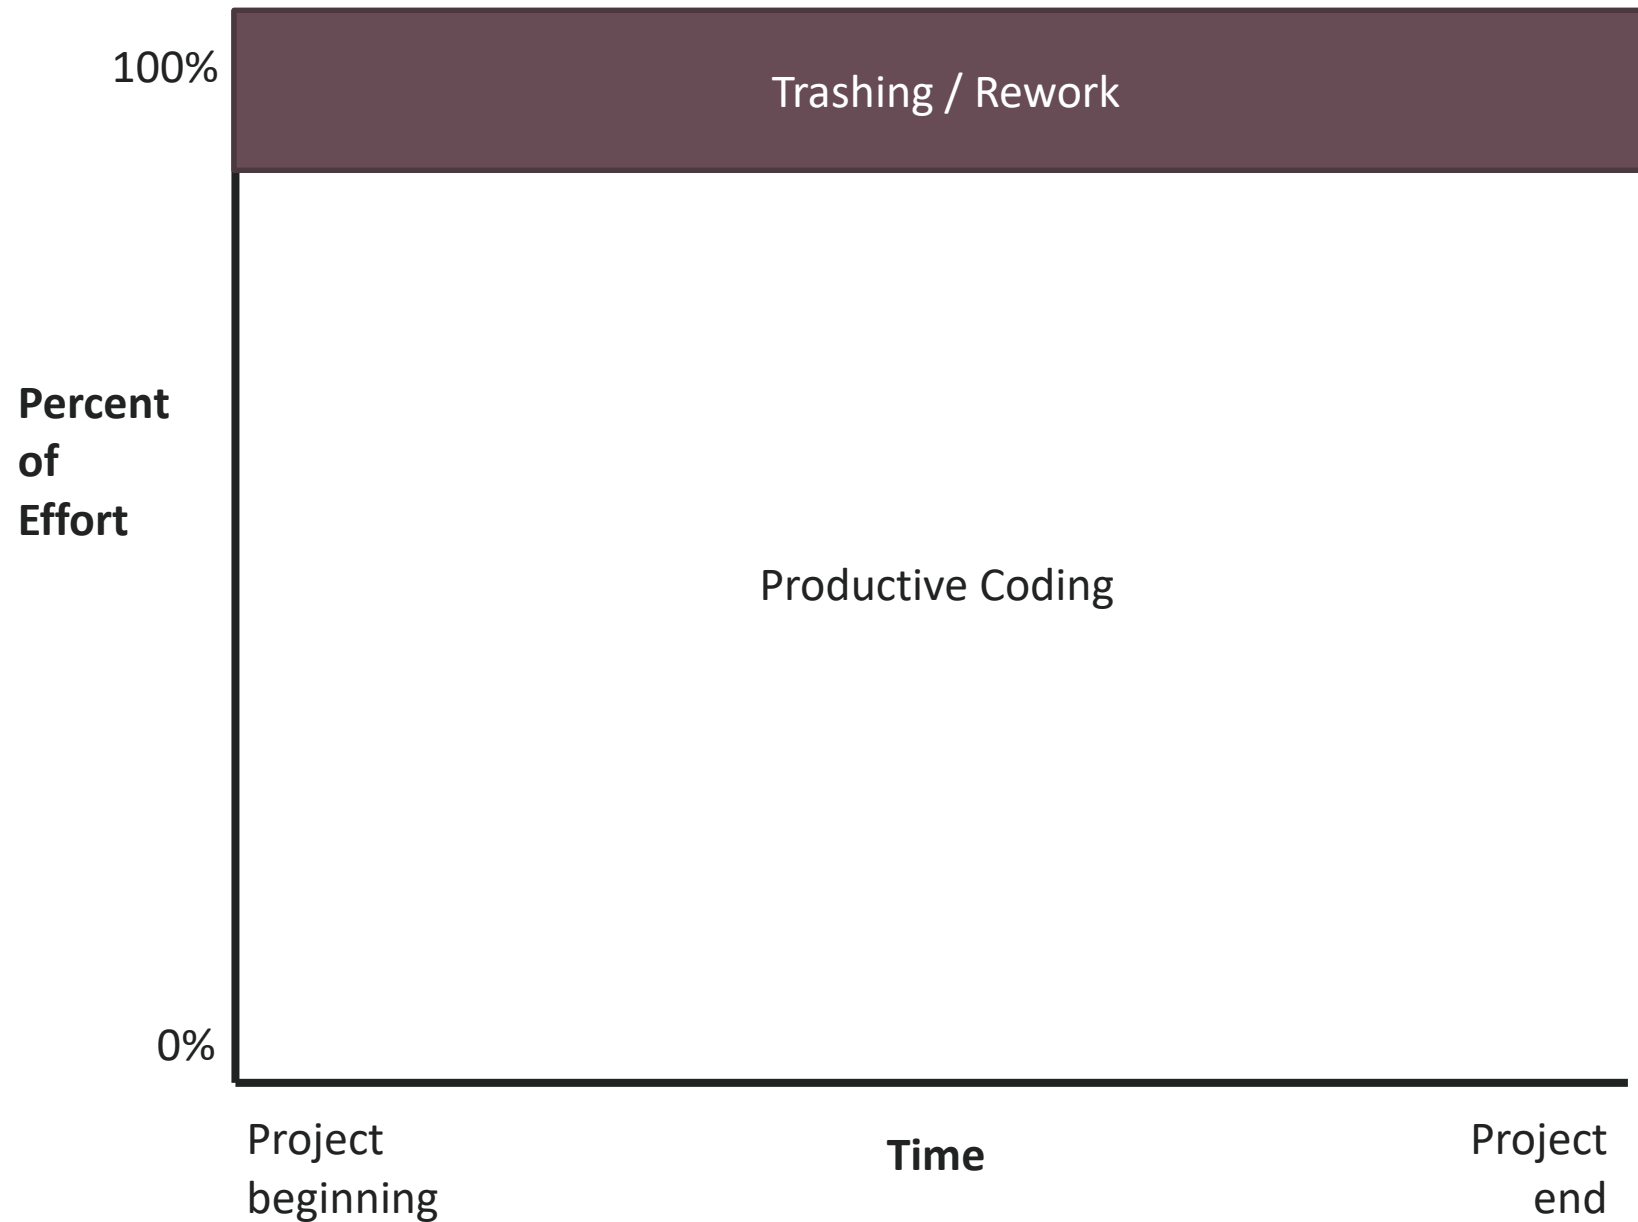 100%
Trashing / Rework
Percent
of
Effort
Productive Coding
0%
Project
beginning
Time
Project
end